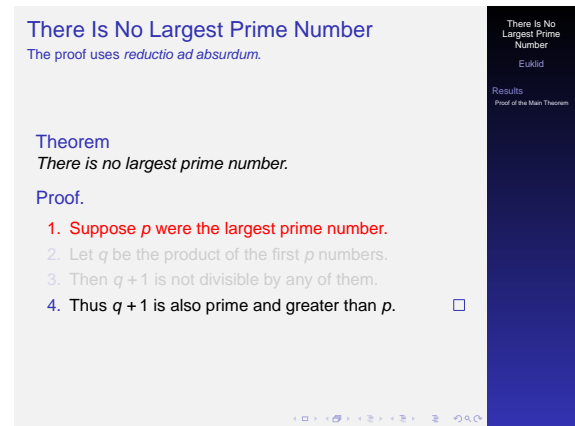 There Is No Largest Prime Number
The proof uses reductio ad absurdum.
Theorem
There is no largest prime number.
Proof.
1. Suppose p were the largest prime number.
2. Let q be the product of the first p numbers.
3. Then q + 1 is not divisible by any of them.
4. Thus q + 1 is also prime and greater than p.
There Is No
Largest Prime
Number
Euklid
Results
Proof of the Main Theorem